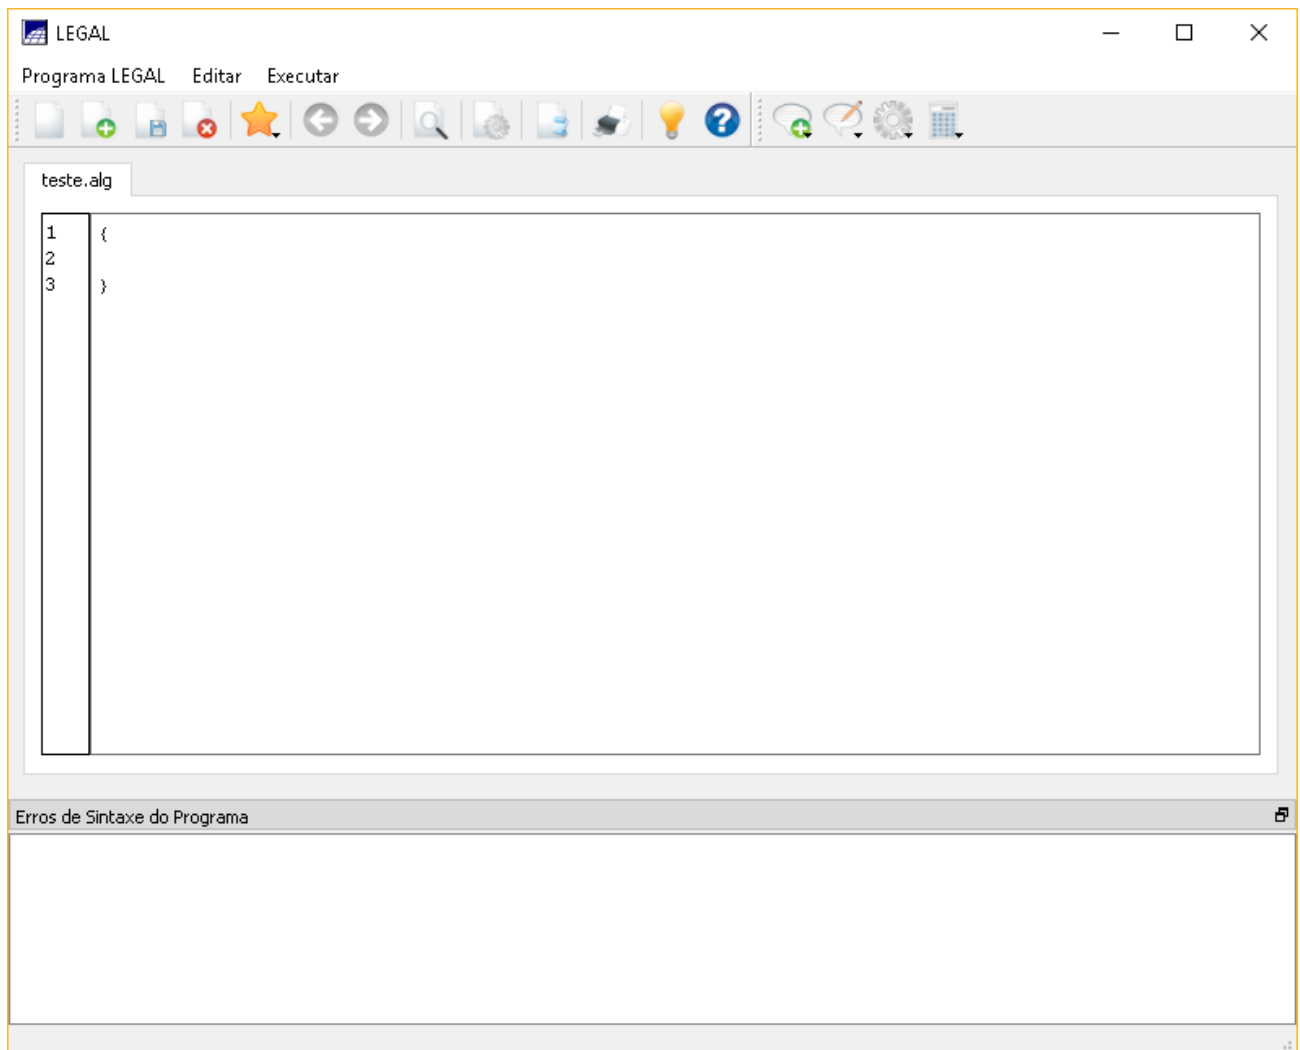 LEGAL
Programa LEGAL Editar Executar
teste.alg
1 {
2
3 }
Erros de Sintaxe do Programa